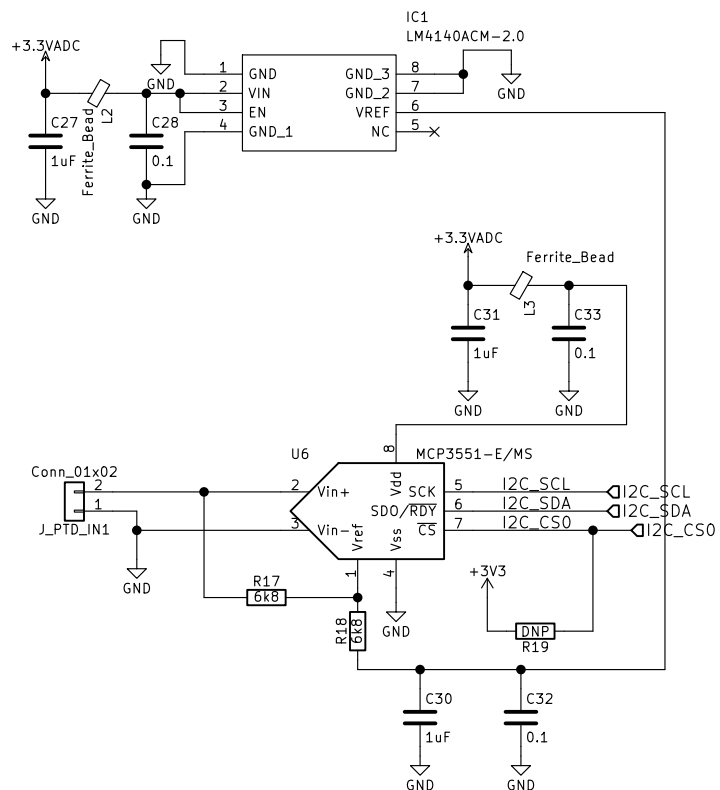 IC1
LM4140ACM-2.0
+3.3VADC
GND
1 GND GND_3 8
2 VIN GND_2 7
3 EN VREF 6
4 GND_1 NC 5
GND
L2
Ferrite_Bead
C27
1uF
C28
0.1
GND
GND
+3.3VADC
Ferrite_Bead
L3
C31
1uF
C33
0.1
GND
GND
U6
MCP3551-E/MS
8
Vdd
Conn_01x02
2
1
J_PTD_IN1
2 Vin+
3 Vin-
SCK 5 I2C_SCL I2C_SCL
SDO/RDY 6 I2C_SDA I2C_SDA
CS 7 I2C_CS0 I2C_CS0
Vref
Vss
1
4
GND
GND
R17
6k8
R18
6k8
+3V3
DNP
R19
C30
1uF
C32
0.1
GND
GND